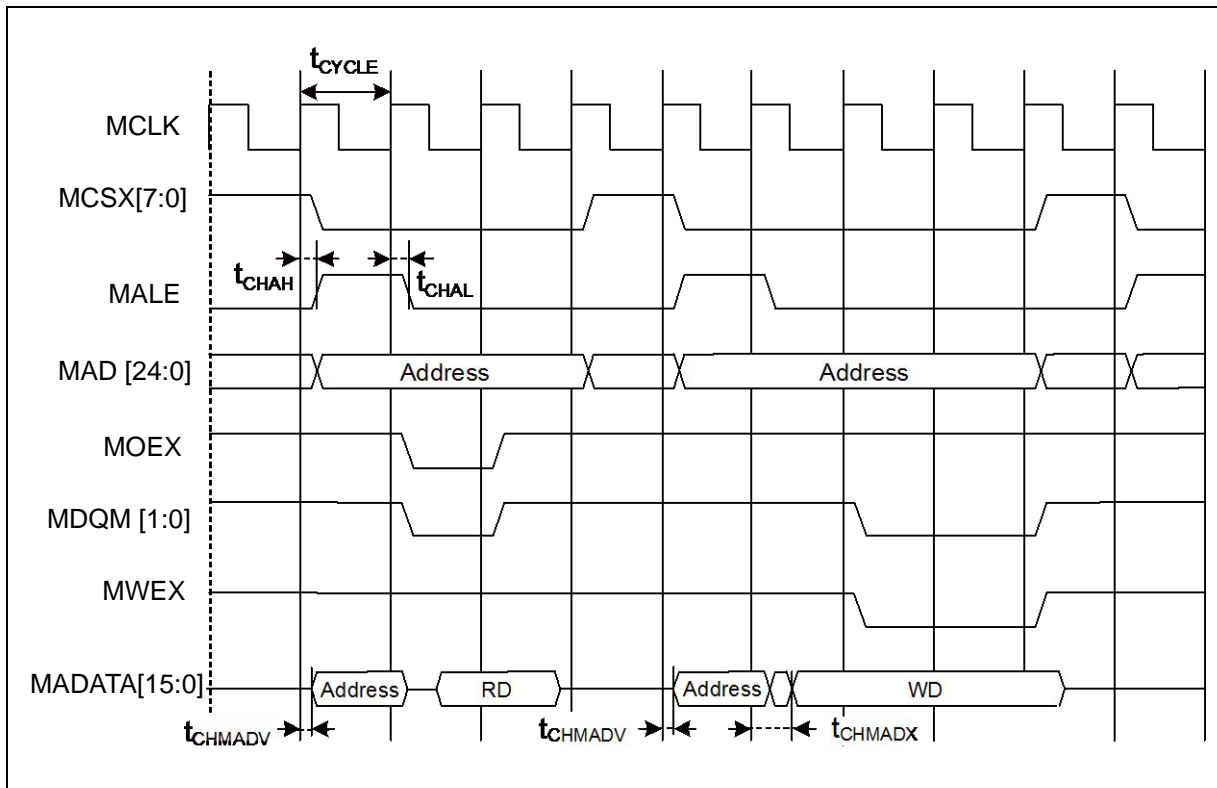 tCYCLE
MCLK
MCSX[7:0]
tCHAH
tCHAL
MALE
MAD [24:0]
Address
Address
MOEX
MDQM [1:0]
MWEX
MADATA[15:0]
Address
RD
Address
WD
tCHMADV
tCHMADV
tCHMADX